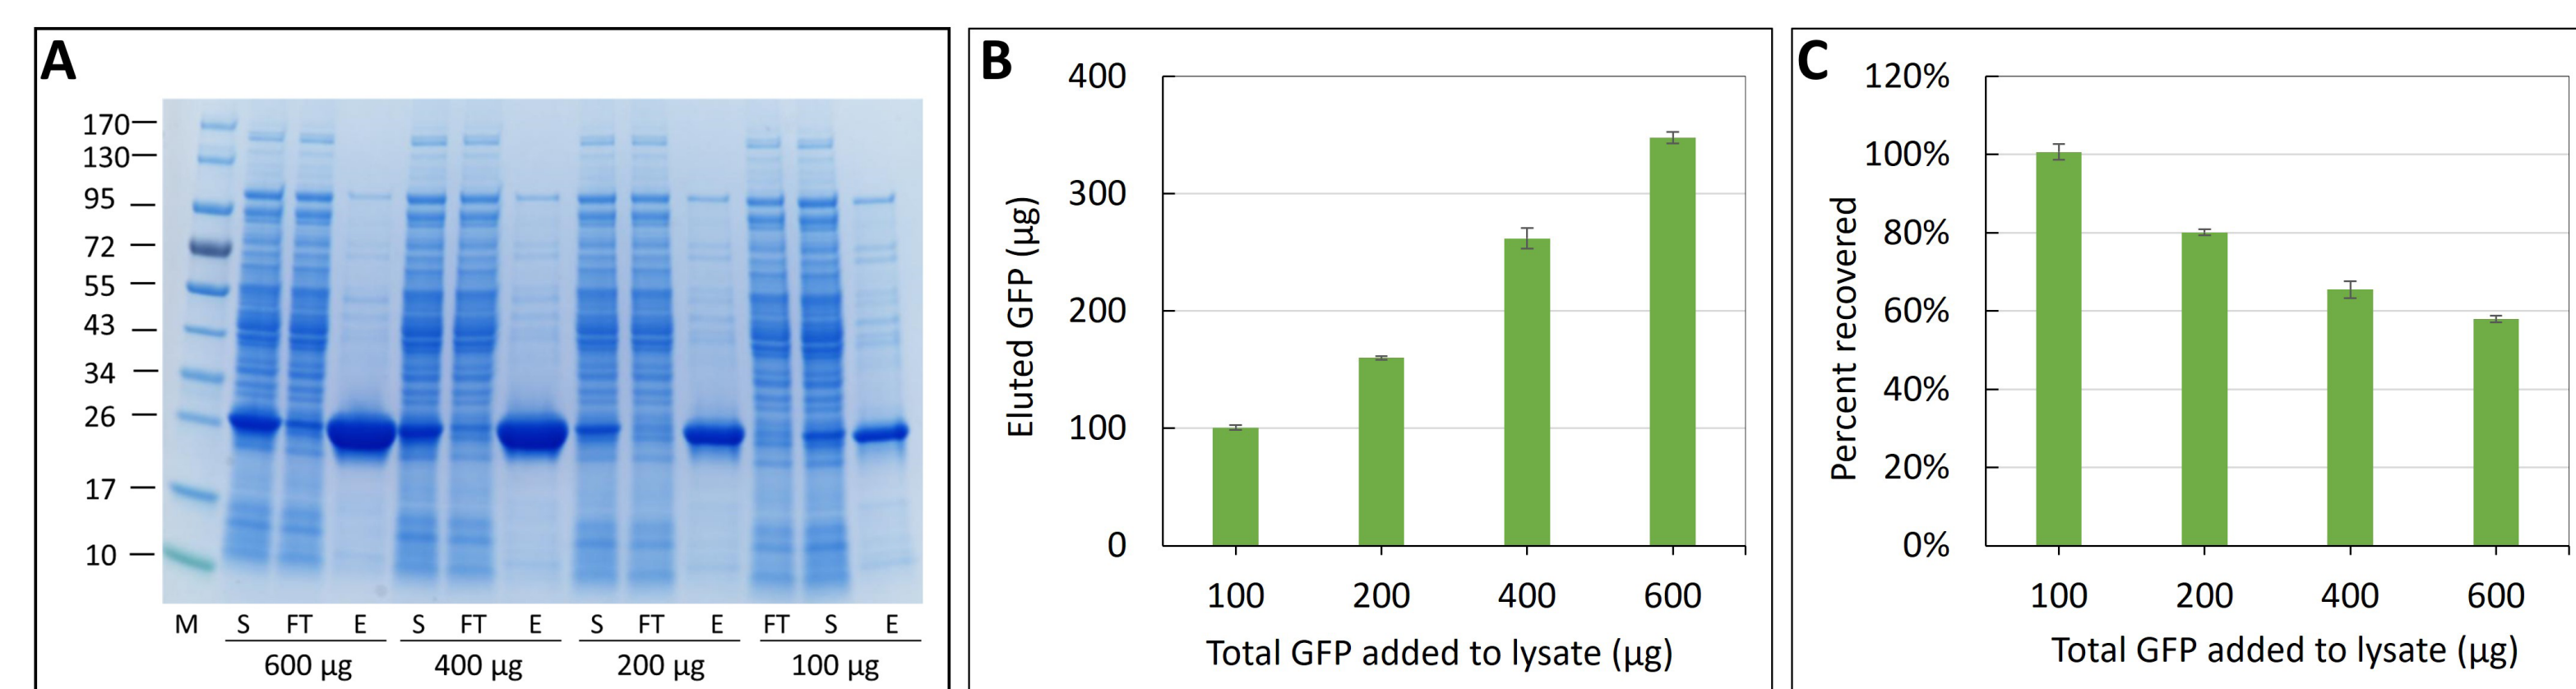 A
170
130
95
72
55
43
34
26
17
10
M S FT E S FT E S FT E FT S E
600 µg 400 µg 200 µg 100 µg
B
Eluted GFP (µg)
400
300
200
100
0
100 200 400 600
Total GFP added to lysate (µg)
C
Percent recovered
120%
100%
80%
60%
40%
20%
0%
100 200 400 600
Total GFP added to lysate (µg)